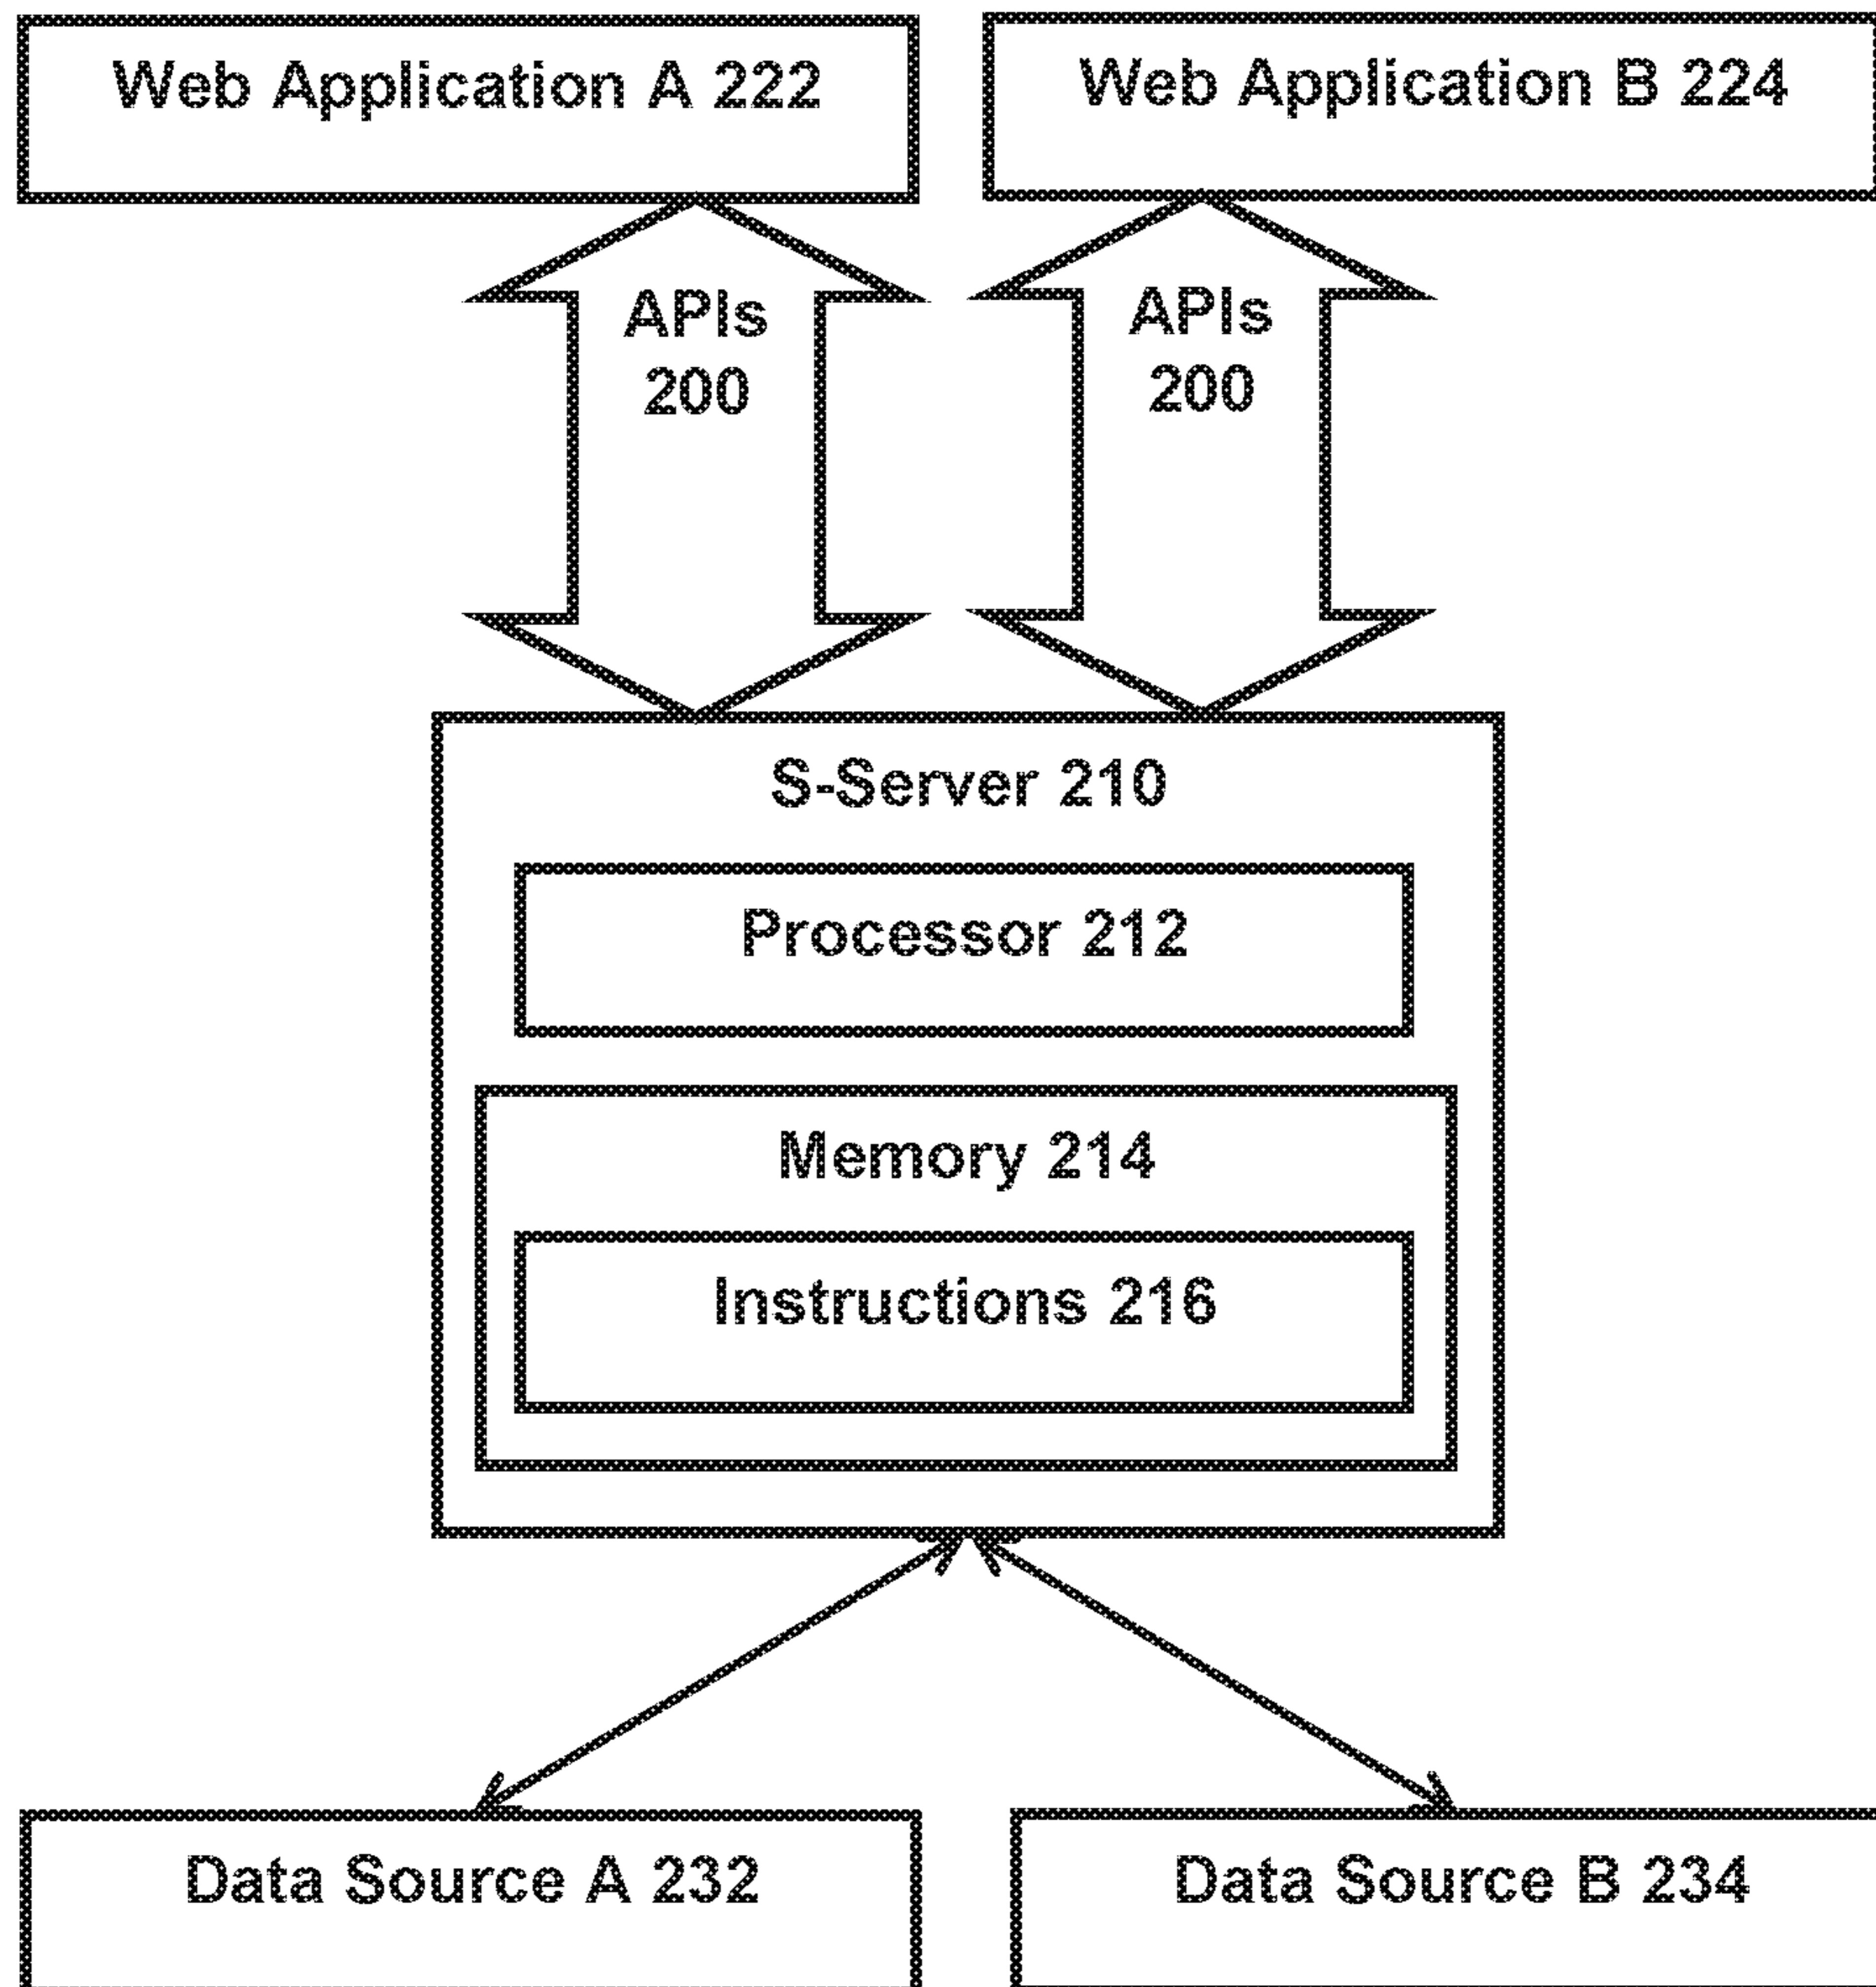 Web Application A 222
Web Application B 224
APIs
200
APIs
200
S-Server 210
Processor 212
Memory 214
Instructions 216
Data Source A 232
Data Source B 234